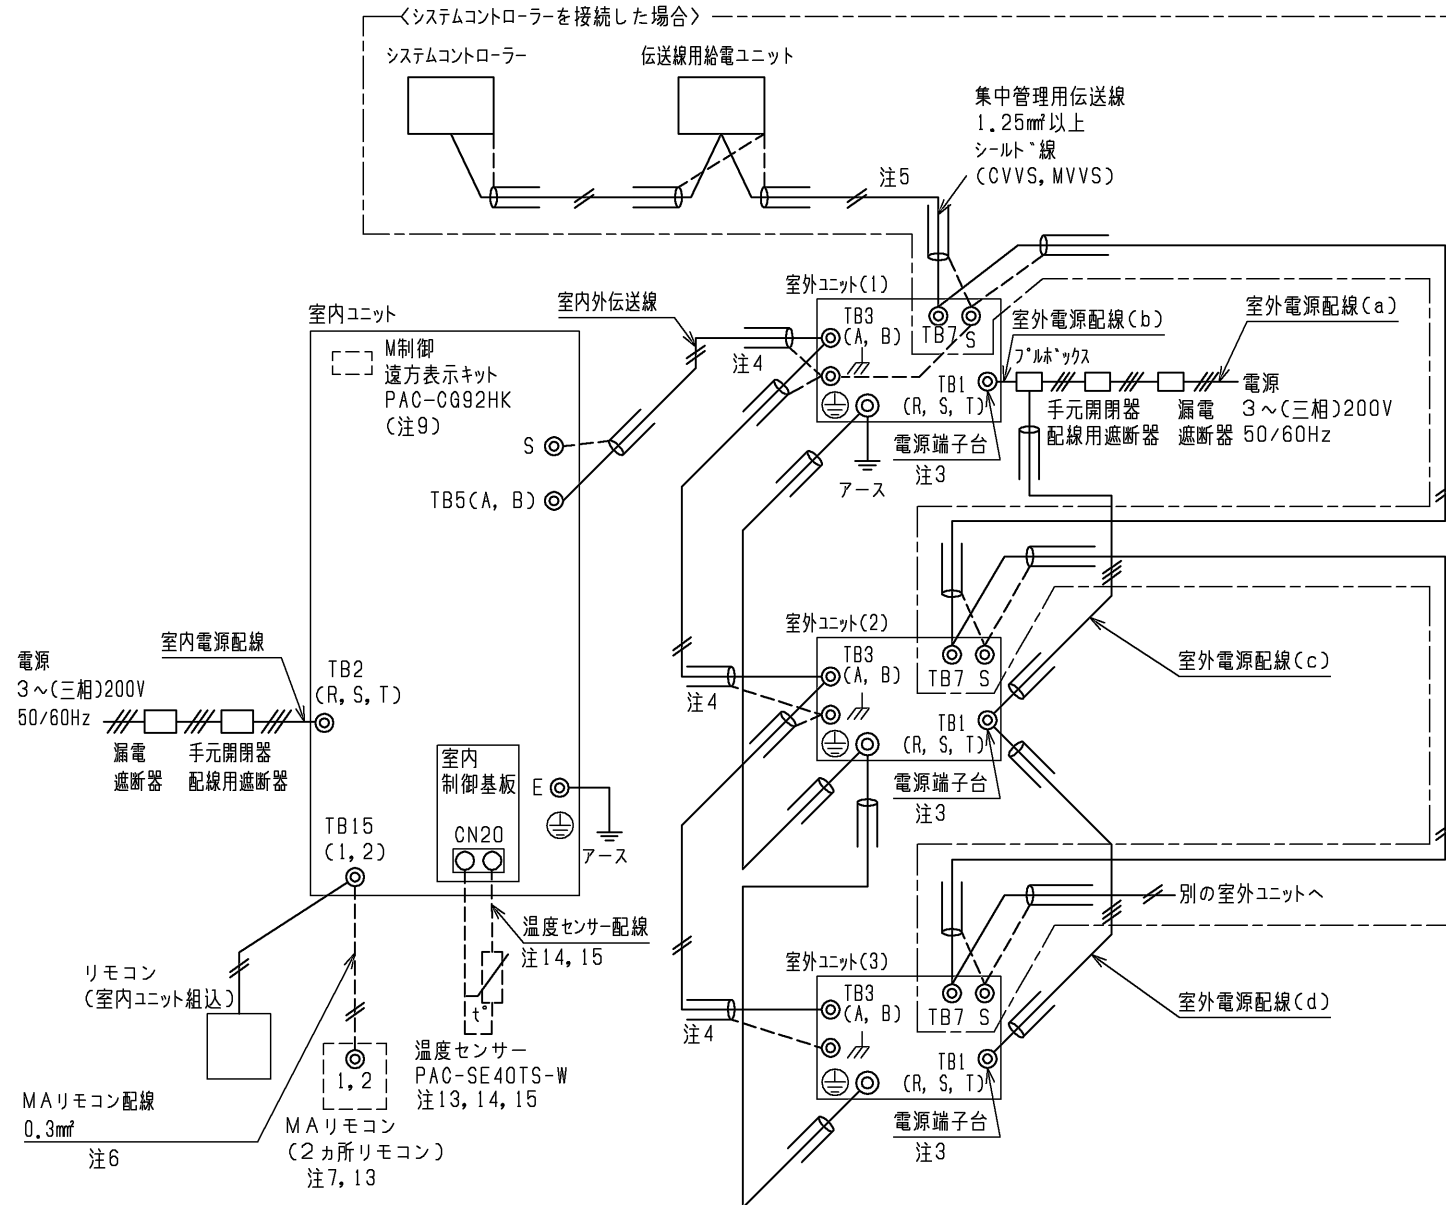 〈システムコントローラーを接続した場合〉
システムコントローラー
伝送線用給電ユニット
集中管理用伝送線
1.25㎟以上
シールド線
(CVVS, MVVS)
注5
室外ユニット(1)
TB3
(A, B)
TB7 S
TB1
(R, S, T)
電源端子台
注3
アース
注4
室内外伝送線
室外電源配線(b)
室外電源配線(a)
プルボックス
手元開閉器
配線用遮断器
漏電
遮断器
電源
3～(三相)200V
50/60Hz
室内ユニット
M制御
遠方表示キット
PAC-CG92HK
(注9)
S
TB5(A, B)
室内電源配線
電源
3～(三相)200V
50/60Hz
漏電
遮断器
手元開閉器
配線用遮断器
TB2
(R, S, T)
室内
制御基板
CN20
E
アース
TB15
(1, 2)
室外ユニット(2)
TB3
(A, B)
TB7 S
TB1
(R, S, T)
電源端子台
注3
注4
室外電源配線(c)
別の室外ユニットへ
温度センサー配線
注14, 15
リモコン
(室内ユニット組込)
t°
温度センサー
PAC-SE40TS-W
注13, 14, 15
1, 2
MAリモコン
(2ヵ所リモコン)
注7, 13
MAリモコン配線
0.3㎟
注6
室外ユニット(3)
TB3
(A, B)
TB7 S
TB1
(R, S, T)
電源端子台
注3
注4
室外電源配線(d)